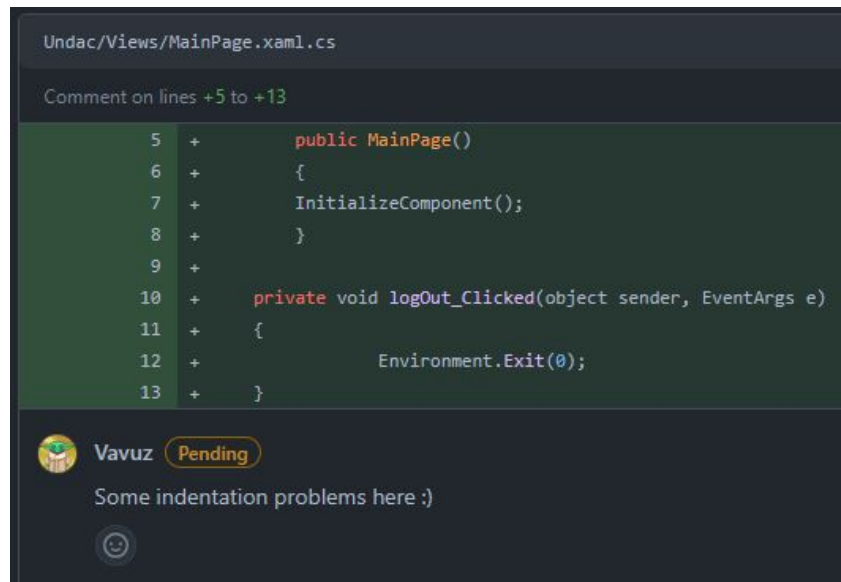 Undac/Views/MainPage.xaml.cs
Comment on lines +5 to +13
5 + public MainPage()
6 + {
7 + InitializeComponent();
8 + }
9 +
10 + private void logOut_Clicked(object sender, EventArgs e)
11 + {
12 + Environment.Exit(0);
13 + }
Vavuz Pending
Some indentation problems here :)